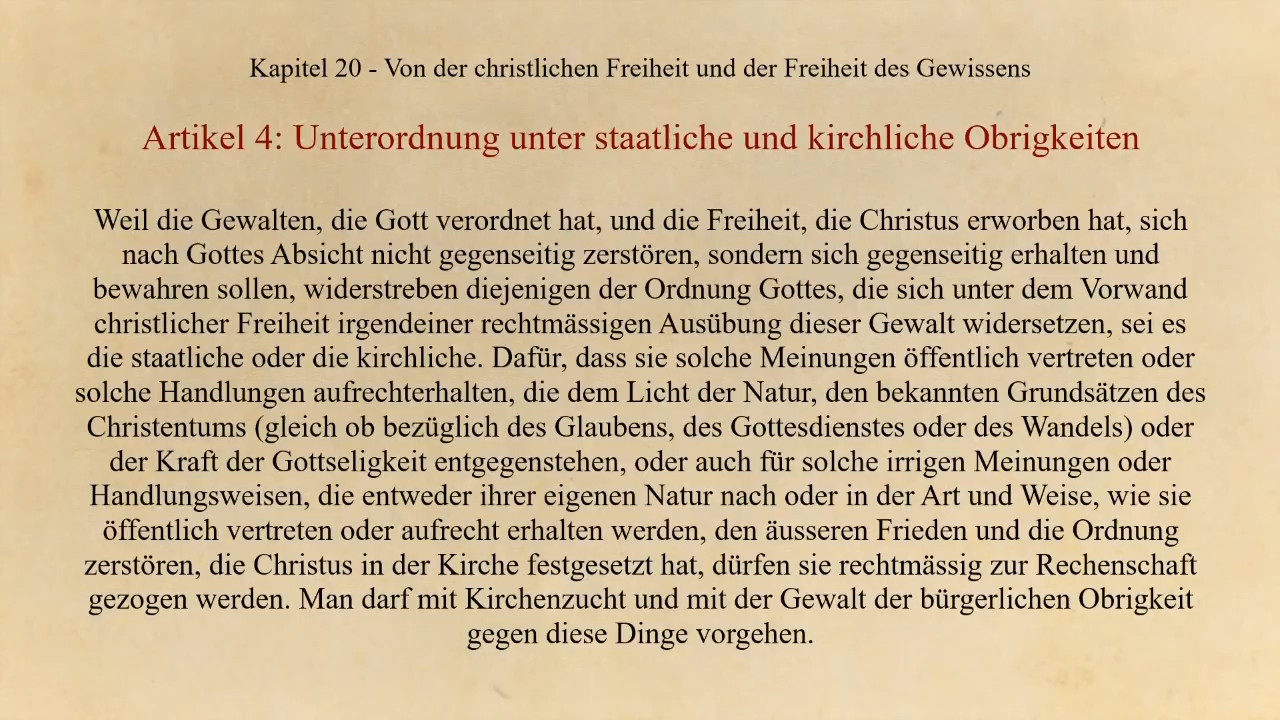 Kapitel 20 - Von der christlichen Freiheit und der Freiheit des Gewissens
Artikel 4: Unterordnung unter staatliche und kirchliche Obrigkeiten
Weil die Gewalten, die Gott verordnet hat, und die Freiheit, die Christus erworben hat, sich
nach Gottes Absicht nicht gegenseitig zerstören, sondern sich gegenseitig erhalten und
bewahren sollen, widerstreben diejenigen der Ordnung Gottes, die sich unter dem Vorwand
christlicher Freiheit irgendeiner rechtmässigen Ausübung dieser Gewalt widersetzen, sei es
die staatliche oder die kirchliche. Dafür, dass sie solche Meinungen öffentlich vertreten oder
solche Handlungen aufrechterhalten, die dem Licht der Natur, den bekannten Grundsätzen des
Christentums (gleich ob bezüglich des Glaubens, des Gottesdienstes oder des Wandels) oder
der Kraft der Gottseligkeit entgegenstehen, oder auch für solche irrigen Meinungen oder
Handlungsweisen, die entweder ihrer eigenen Natur nach oder in der Art und Weise, wie sie
öffentlich vertreten oder aufrecht erhalten werden, den äusseren Frieden und die Ordnung
zerstören, die Christus in der Kirche festgesetzt hat, dürfen sie rechtmässig zur Rechenschaft
gezogen werden. Man darf mit Kirchenzucht und mit der Gewalt der bürgerlichen Obrigkeit
gegen diese Dinge vorgehen.